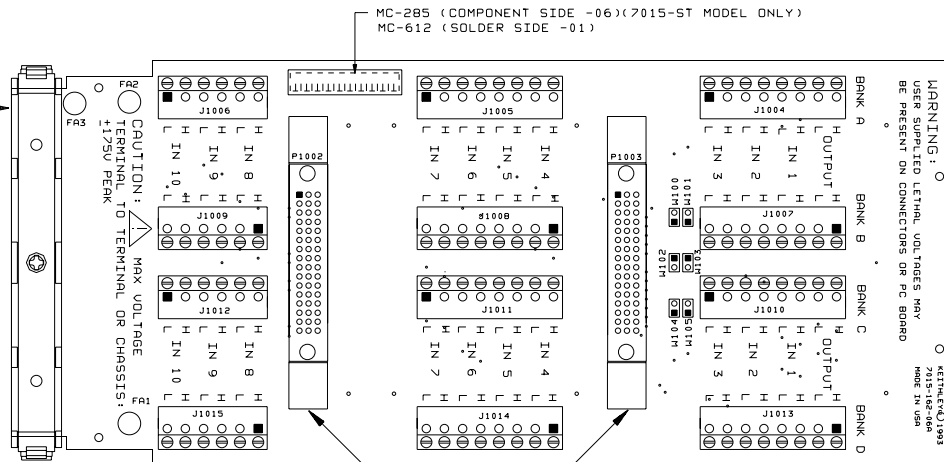 MC-285 (COMPONENT SIDE -06)(7015-ST MODEL ONLY)
MC-612 (SOLDER SIDE -01)
FA2
FA3
FA1
CAUTION: MAX VOLTAGE
TERMINAL TO TERMINAL OR CHASSIS:
+175V PEAK
J1006
J1005
J1004
BANK A
L H L H L H
L H L H L H
L H L H L H L H
IN 10
IN 9
IN 8
IN 7
IN 6
IN 5
IN 4
IN 3
IN 2
IN 1
OUTPUT
L H L H L H
L H L H L H L H
L H L H L H L H
P1002
P1003
W100
W101
J1009
J1008
J1007
BANK B
W102
W103
J1012
J1011
J1010
BANK C
W104
W105
L H L H L H
L H L H L H L H
L H L H L H L H
IN 10
IN 9
IN 8
IN 7
IN 6
IN 5
IN 4
IN 3
IN 2
IN 1
OUTPUT
L H L H L H
L H L H L H L H
L H L H L H L H
J1015
J1014
J1013
BANK D
WARNING:
USER SUPPLIED LETHAL VOLTAGES MAY
BE PRESENT ON CONNECTORS OR PC BOARD
KEITHLEY 1993
7015-162-06A
MADE IN USA